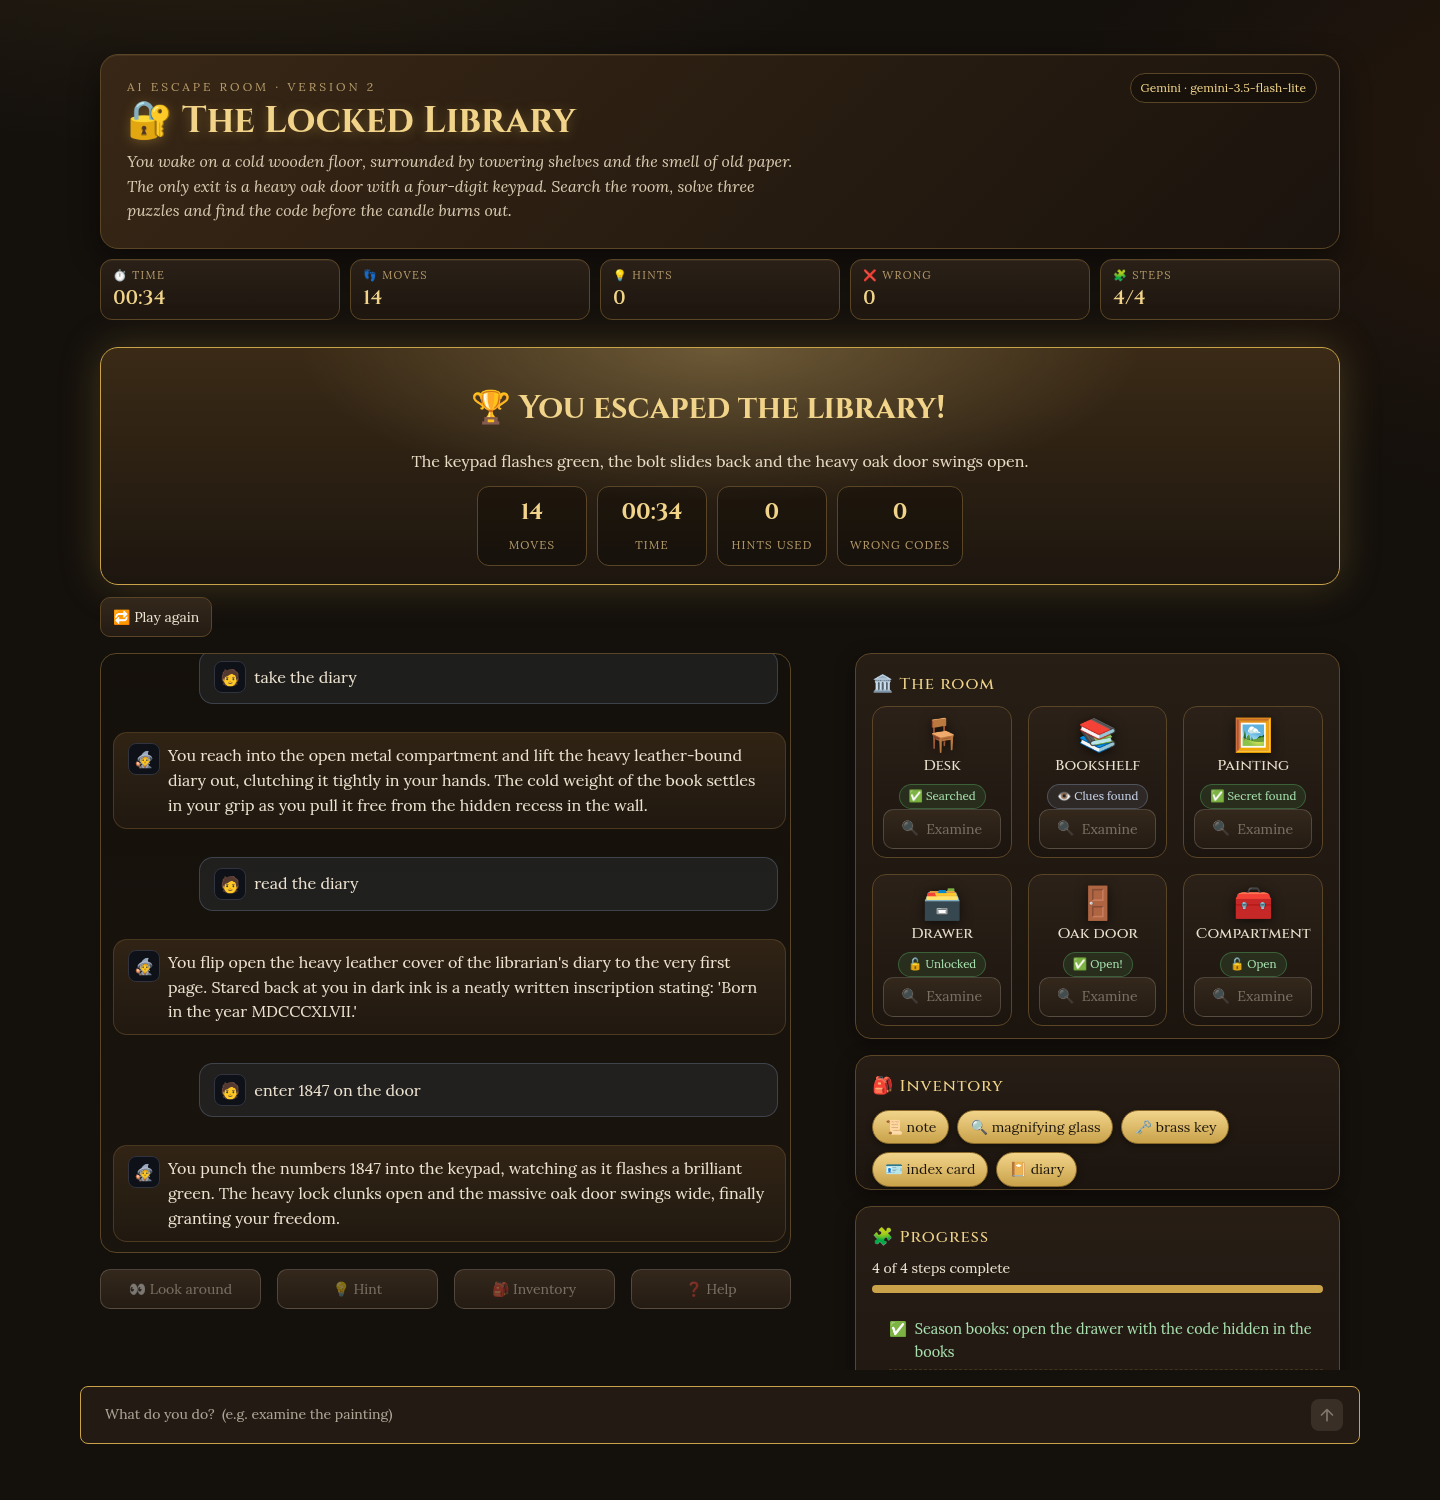 AI ESCAPE ROOM · VERSION 2
The Locked Library
Gemini · gemini-3.5-flash-lite
You wake on a cold wooden floor, surrounded by towering shelves and the smell of old paper.
The only exit is a heavy oak door with a four-digit keypad. Search the room, solve three
puzzles and find the code before the candle burns out.
TIME
00:34
MOVES
14
HINTS
0
WRONG
0
STEPS
4/4
You escaped the library!
The keypad flashes green, the bolt slides back and the heavy oak door swings open.
14
MOVES
00:34
TIME
0
HINTS USED
0
WRONG CODES
Play again
take the diary
You reach into the open metal compartment and lift the heavy leather-bound
diary out, clutching it tightly in your hands. The cold weight of the book settles
in your grip as you pull it free from the hidden recess in the wall.
read the diary
You flip open the heavy leather cover of the librarian's diary to the very first
page. Stared back at you in dark ink is a neatly written inscription stating: 'Born
in the year MDCCCXLVII.'
enter 1847 on the door
You punch the numbers 1847 into the keypad, watching as it flashes a brilliant
green. The heavy lock clunks open and the massive oak door swings wide, finally
granting your freedom.
Look around
Hint
Inventory
Help
The room
Desk
Searched
Examine
Bookshelf
Clues found
Examine
Painting
Secret found
Examine
Drawer
Unlocked
Examine
Oak door
Open!
Examine
Compartment
Open
Examine
Inventory
note
magnifying glass
brass key
index card
diary
Progress
4 of 4 steps complete
Season books: open the drawer with the code hidden in the
books
What do you do? (e.g. examine the painting)